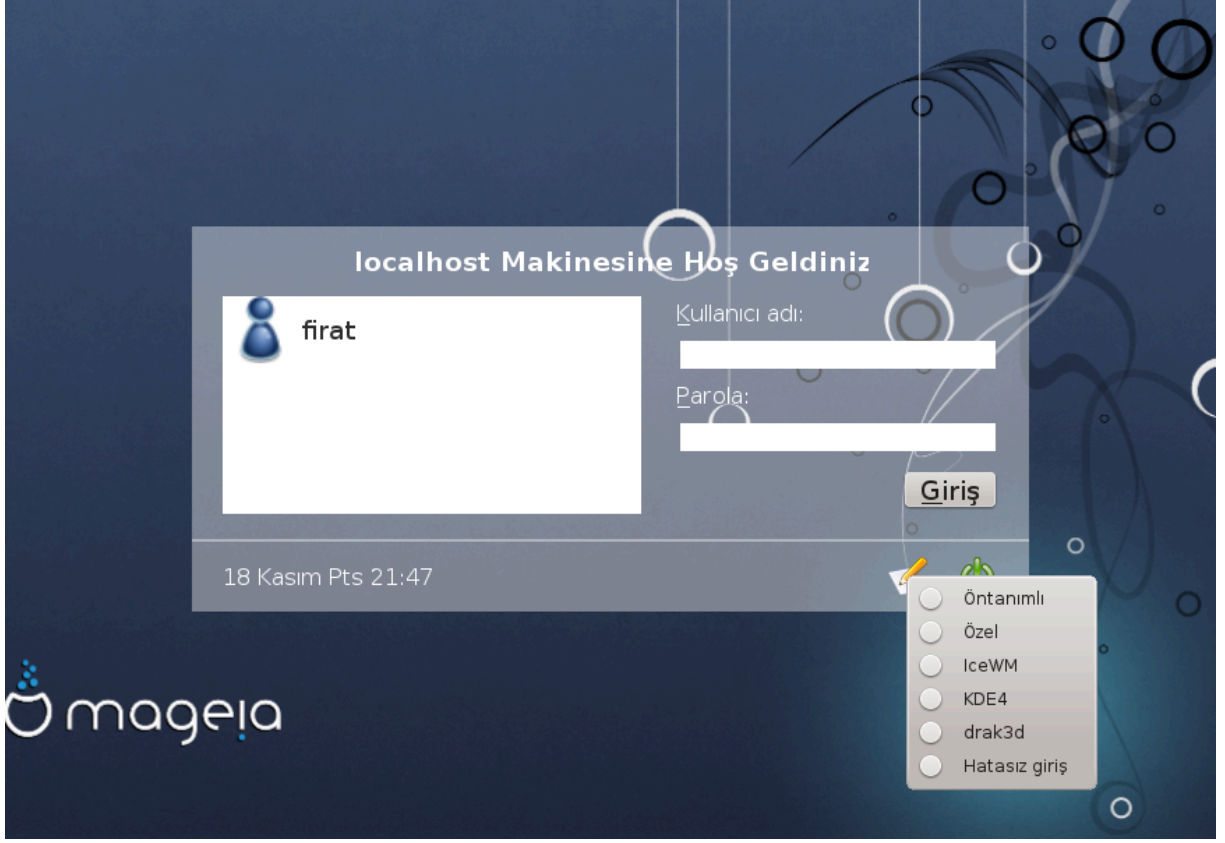 localhost Makinesine Hoş Geldiniz
firat
Kullanıcı adı:
Parola:
Giriş
18 Kasım Pts 21:47
Öntanımlı
Özel
IceWM
KDE4
drak3d
Hatasız giriş
mageia